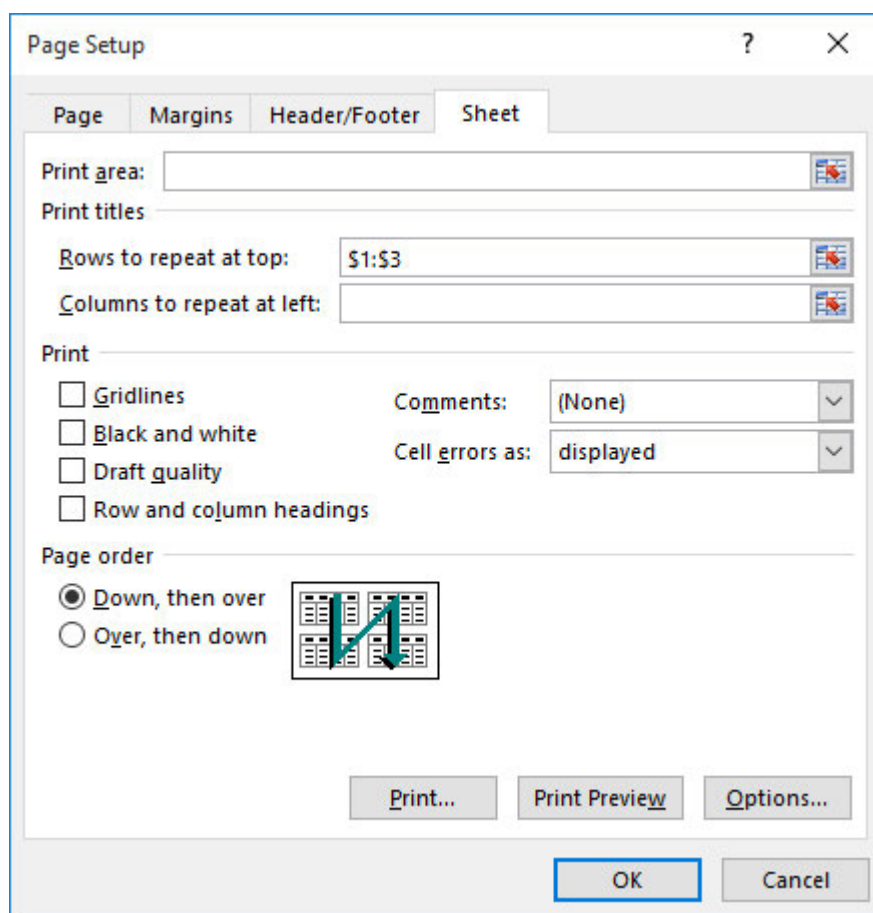 Page Setup ?
Page Margins Header/Footer Sheet
Print area:
Print titles
Rows to repeat at top: $1:$3
Columns to repeat at left:
Print
Gridlines Comments: (None)
Black and white
Cell errors as: displayed
Draft quality
Row and column headings
Page order
Down, then over
Over, then down
Print... Print Preview Options...
OK Cancel